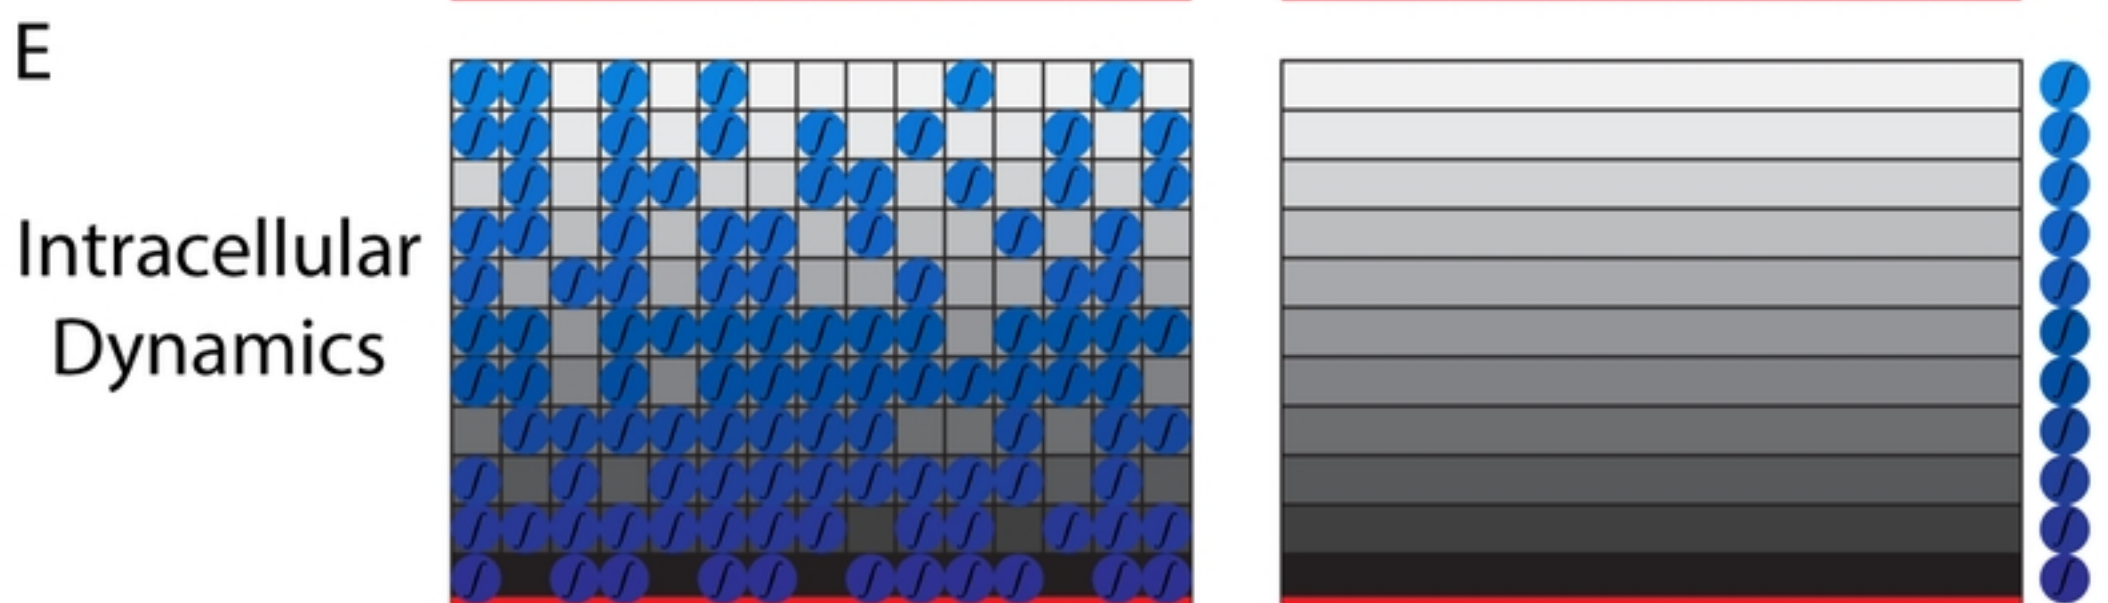 E
Intracellular
Dynamics
∫ ∫ ∫ ∫ ∫ ∫ ∫
∫ ∫ ∫ ∫ ∫ ∫ ∫ ∫ ∫
∫ ∫ ∫ ∫ ∫ ∫ ∫ ∫ ∫
∫ ∫ ∫ ∫ ∫ ∫ ∫ ∫ ∫
∫ ∫ ∫ ∫ ∫ ∫ ∫ ∫ ∫
∫ ∫ ∫ ∫ ∫ ∫ ∫ ∫ ∫ ∫ ∫ ∫ ∫ ∫
∫ ∫ ∫ ∫ ∫ ∫ ∫ ∫ ∫ ∫ ∫ ∫ ∫
∫ ∫ ∫ ∫ ∫ ∫ ∫ ∫ ∫ ∫ ∫ ∫
∫ ∫ ∫ ∫ ∫ ∫ ∫ ∫ ∫ ∫ ∫ ∫
∫ ∫ ∫ ∫ ∫ ∫ ∫ ∫ ∫ ∫ ∫ ∫ ∫ ∫
∫ ∫ ∫ ∫ ∫ ∫ ∫ ∫ ∫ ∫ ∫ ∫